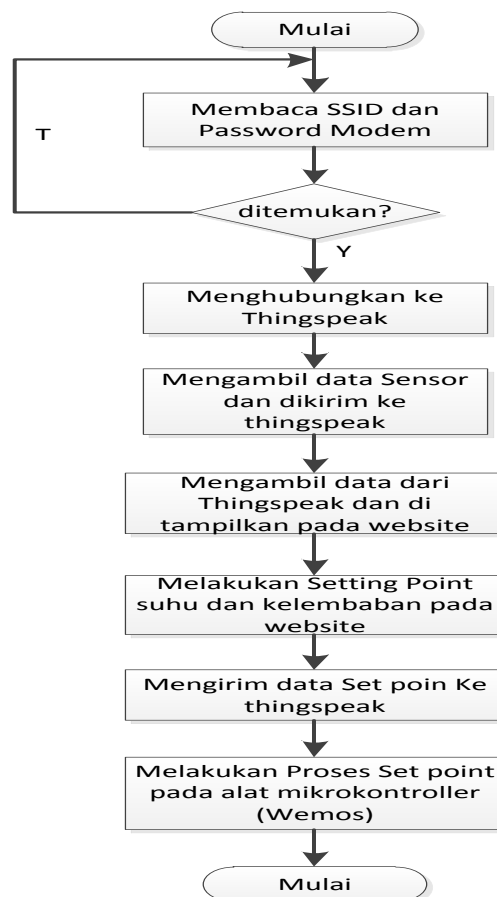 Mulai
Membaca SSID dan
Password Modem
T
ditemukan?
Y
Menghubungkan ke
Thingspeak
Mengambil data Sensor
dan dikirim ke
thingspeak
Mengambil data dari
Thingspeak dan di
tampilkan pada website
Melakukan Setting Point
suhu dan kelembaban pada
website
Mengirim data Set poin Ke
thingspeak
Melakukan Proses Set point
pada alat mikrokontroller
(Wemos)
Mulai